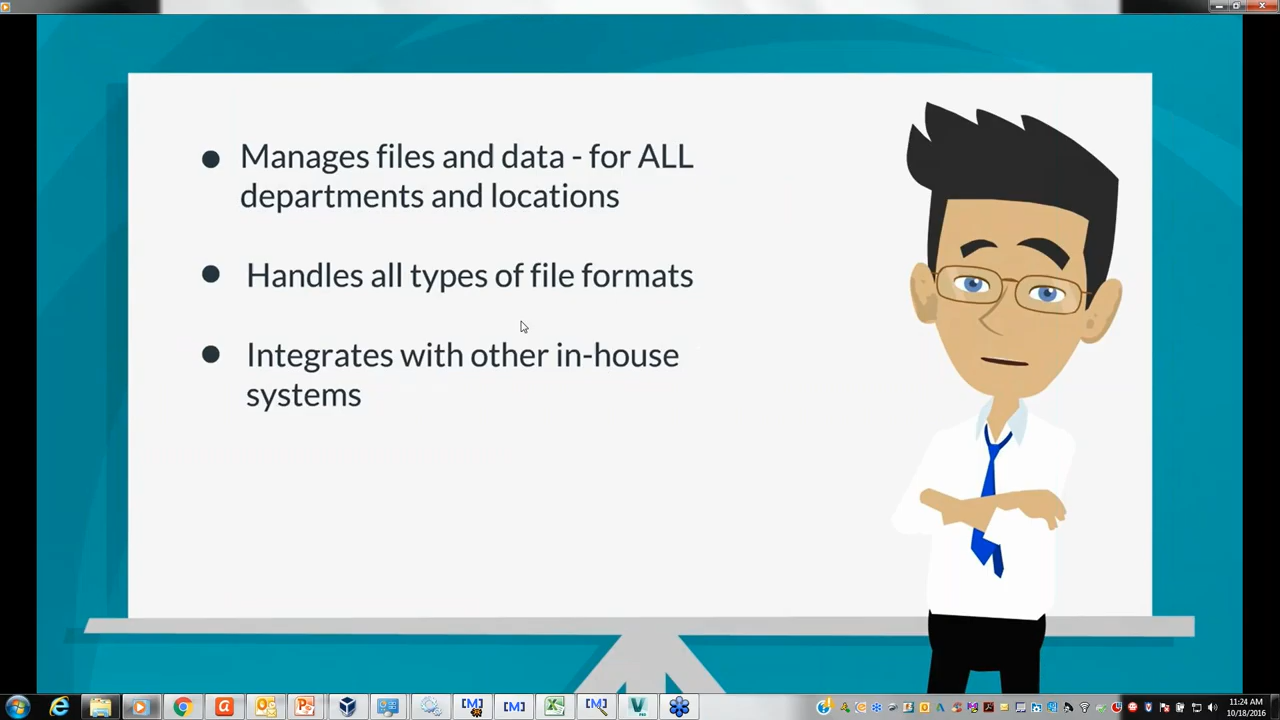 ● Manages files and data - for ALL
departments and locations
● Handles all types of file formats
● Integrates with other in-house
systems
a
[M]
[M]
[M]
11:24 AM
10/18/2016